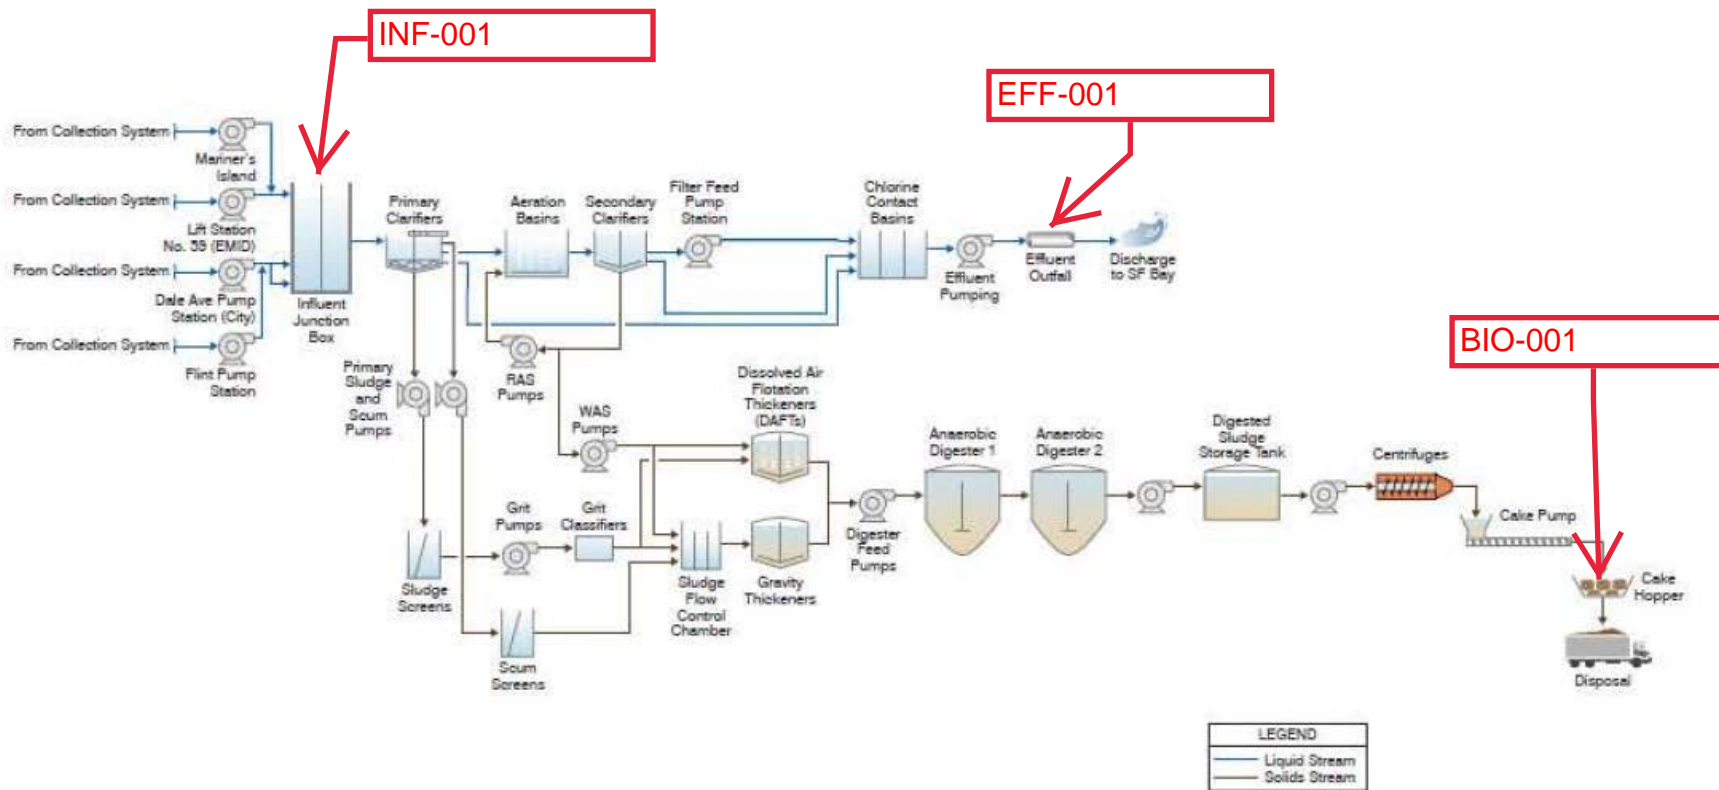 INF-001
EFF-001
BIO-001
From Collection System
Mariner's
Island
From Collection System
Lift Station
No. 59 (EMID)
From Collection System
Dale Ave Pump
Station (City)
From Collection System
Flint Pump
Station
Influent
Junction
Box
Primary
Clarifiers
Aeration
Basins
Secondary
Clarifiers
Filter Feed
Pump
Station
Chlorine
Contact
Basins
Effluent
Pumping
Effluent
Outfall
Discharge
to SF Bay
Primary
Sludge
and
Scum
Pumps
RAS
Pumps
WAS
Pumps
Dissolved Air
Flotation
Thickeners
(DAFTs)
Grit
Pumps
Grit
Classifiers
Sludge
Screens
Scum
Screens
Sludge
Flow
Control
Chamber
Gravity
Thickeners
Digester
Feed
Pumps
Anaerobic
Digester 1
Anaerobic
Digester 2
Digested
Sludge
Storage Tank
Centrifuges
Cake Pump
Cake
Hopper
Disposal
LEGEND
Liquid Stream
Solids Stream